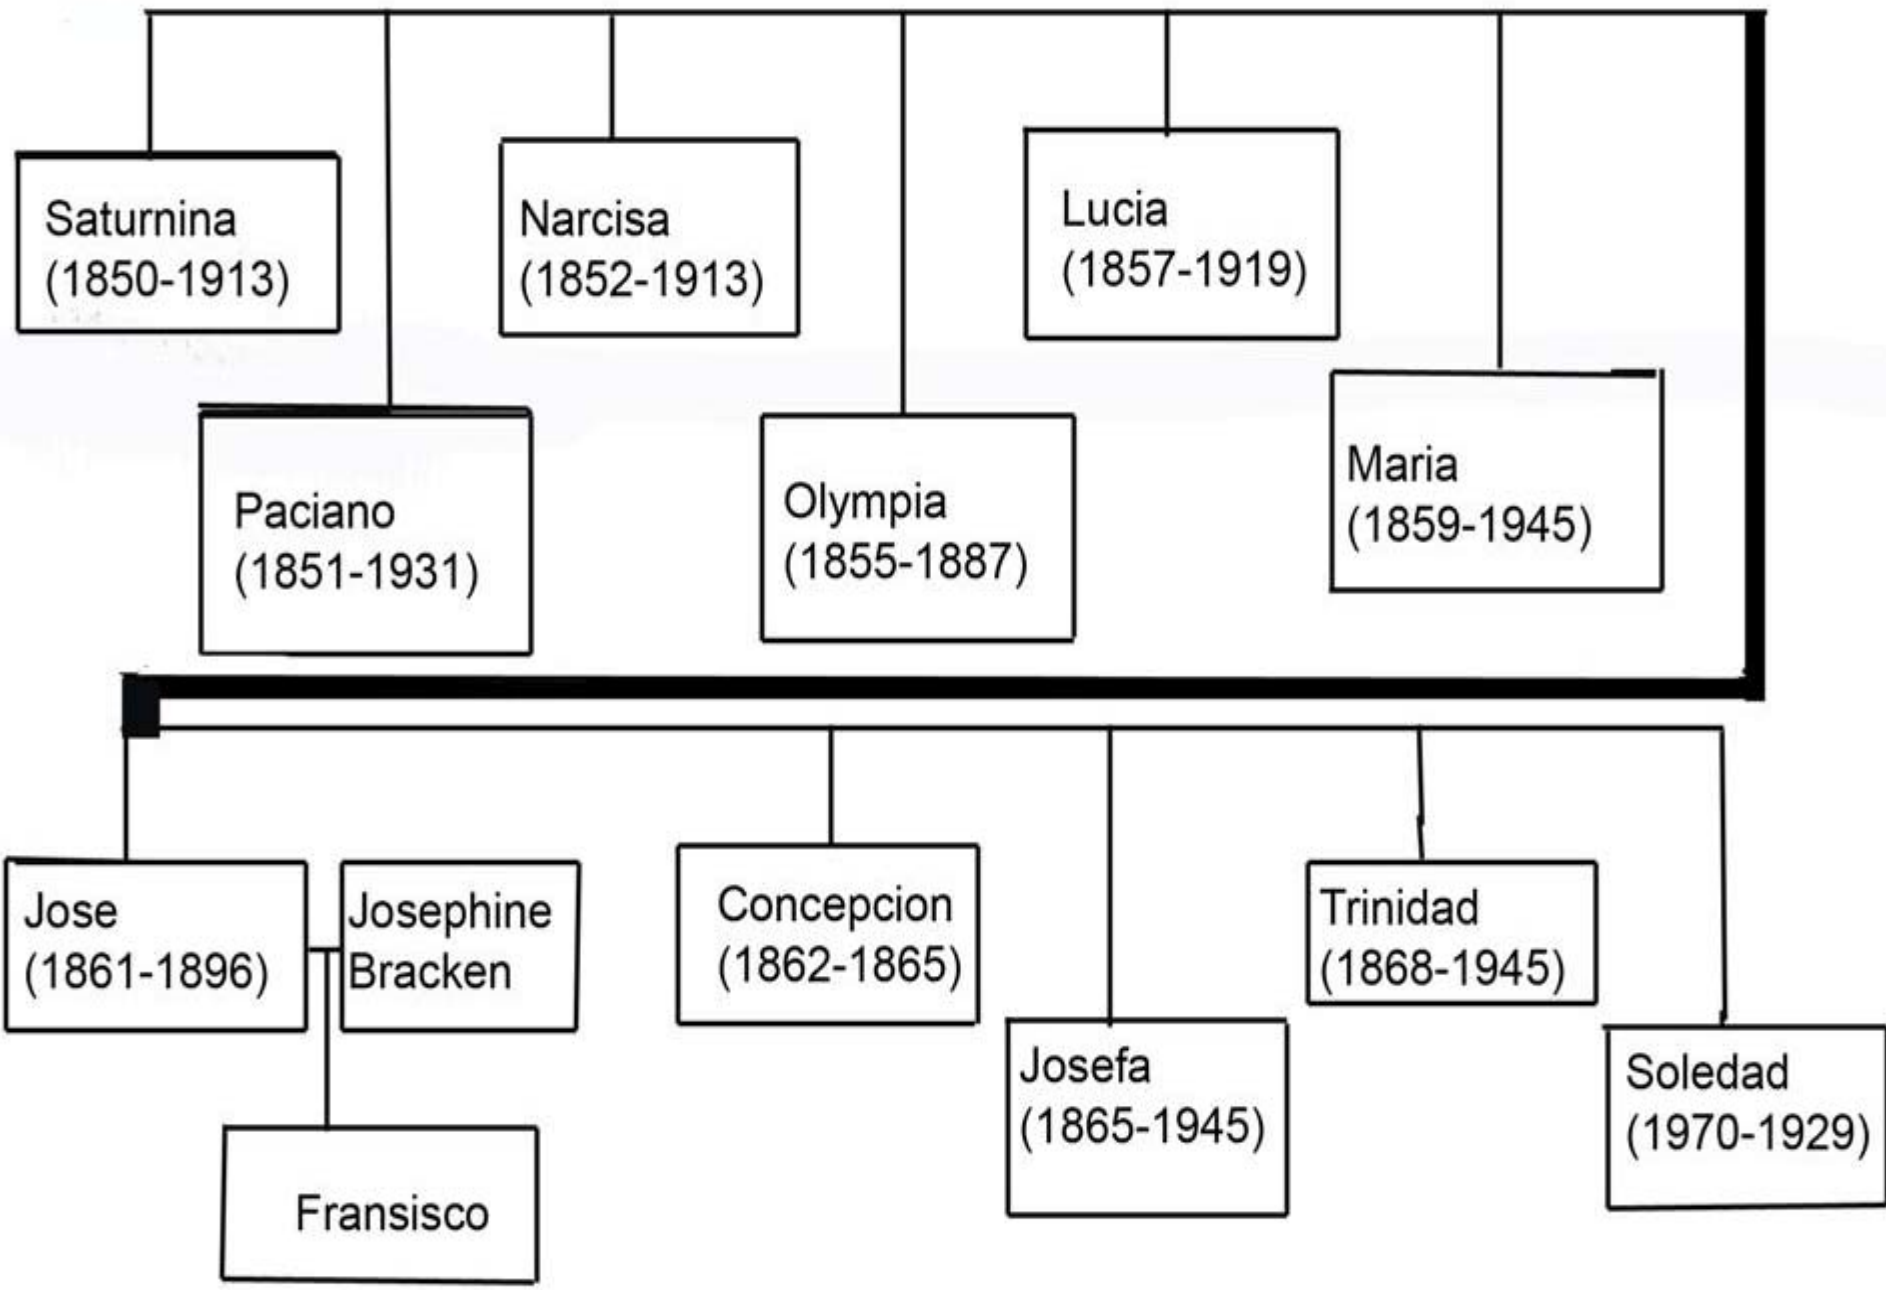 Saturnina
(1850-1913)
Paciano
(1851-1931)
Narcisa
(1852-1913)
Olympia
(1855-1887)
Lucia
(1857-1919)
Maria
(1859-1945)
Jose
(1861-1896)
Josephine
Bracken
Fransisco
Concepcion
(1862-1865)
Josefa
(1865-1945)
Trinidad
(1868-1945)
Soledad
(1970-1929)